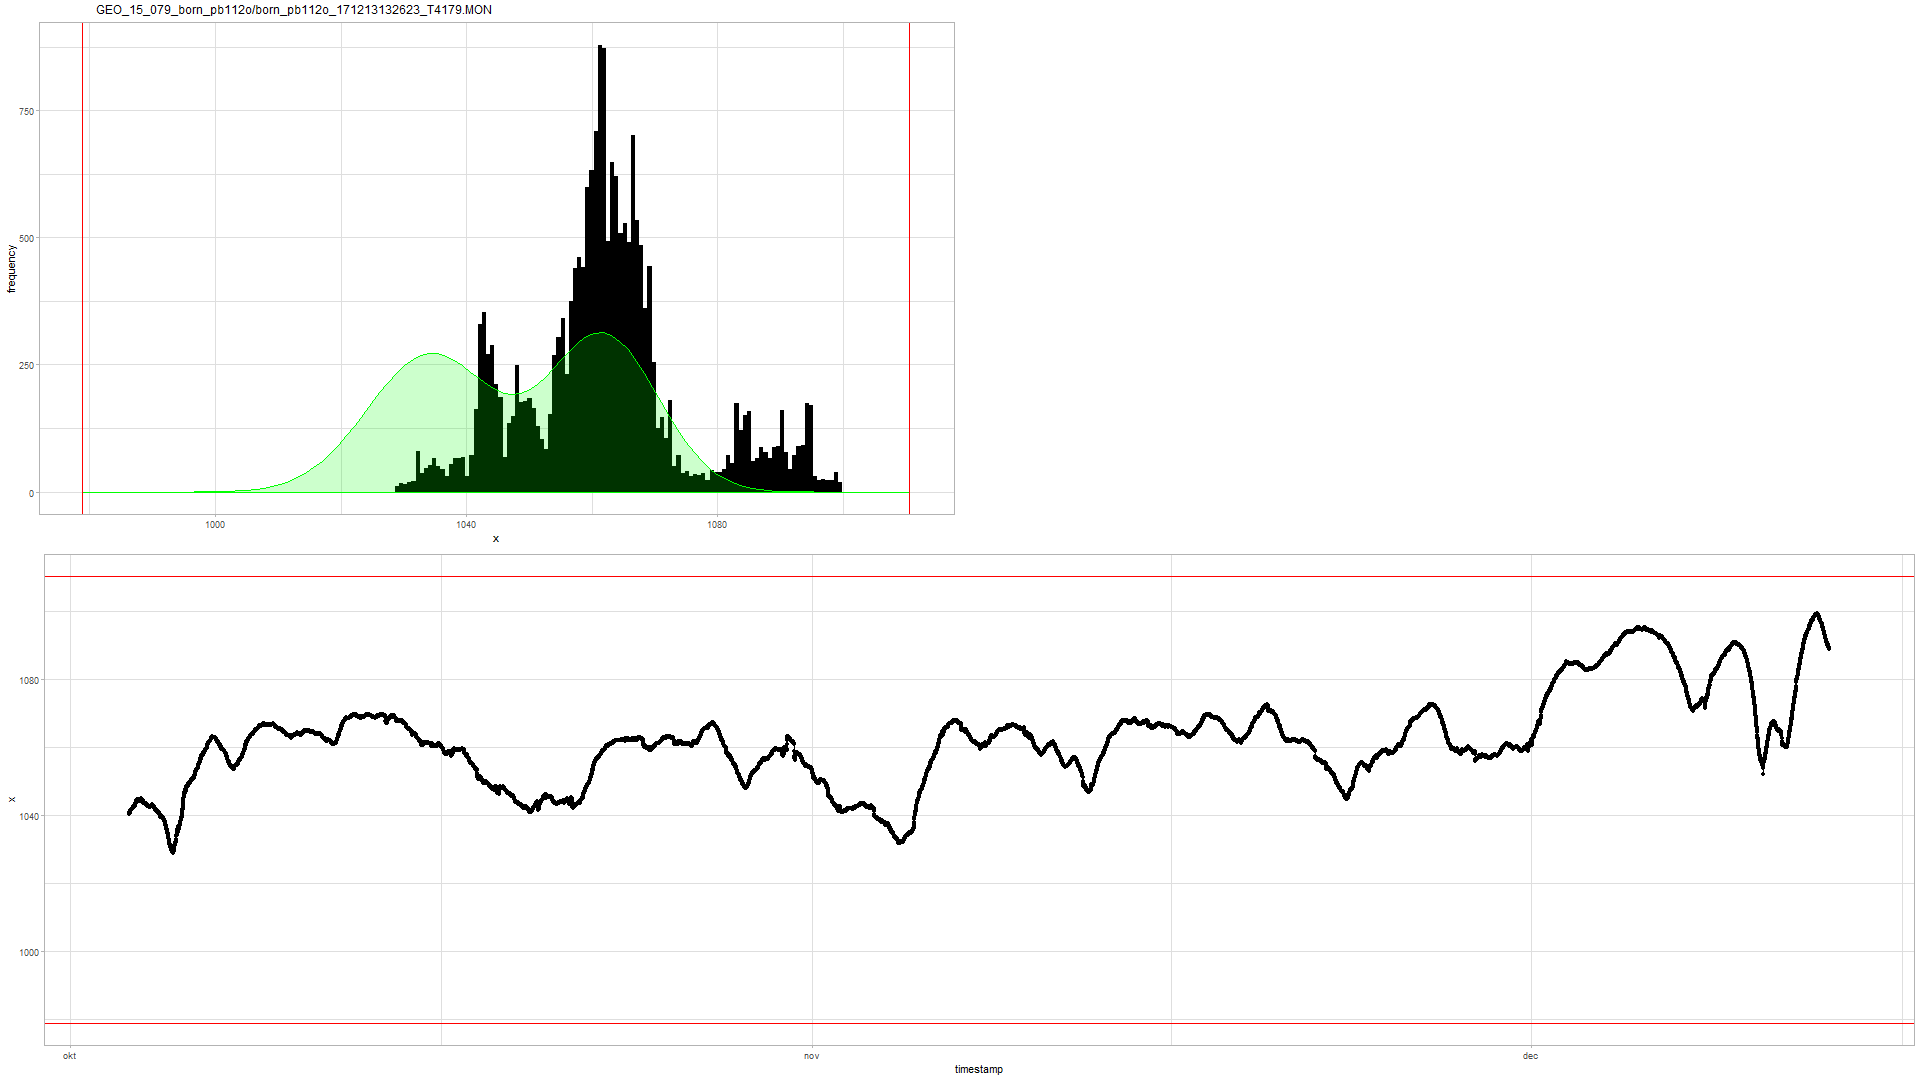 GEO_15_079_born_pb112o/born_pb112o_171213132623_T4179.MON
750
500
250
0
frequency
1000 1040 1080
x
1080
1040
1000
x
okt nov dec
timestamp